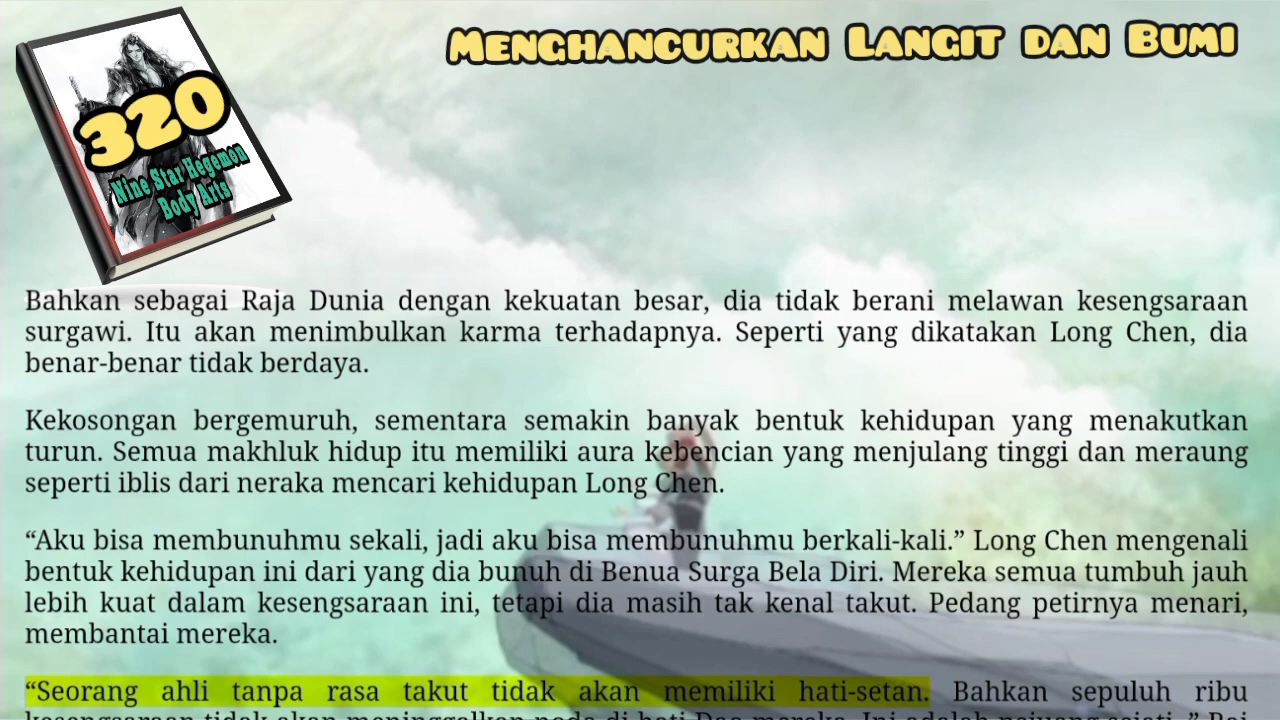 Menghancurkan Langit dan Bumi
320
Nine Star Hegemon
Body Arts
Bahkan sebagai Raja Dunia dengan kekuatan besar, dia tidak berani melawan kesengsaraan
surgawi. Itu akan menimbulkan karma terhadapnya. Seperti yang dikatakan Long Chen, dia
benar-benar tidak berdaya.
Kekosongan bergemuruh, sementara semakin banyak bentuk kehidupan yang menakutkan
turun. Semua makhluk hidup itu memiliki aura kebencian yang menjulang tinggi dan meraung
seperti iblis dari neraka mencari kehidupan Long Chen.
“Aku bisa membunuhmu sekali, jadi aku bisa membunuhmu berkali-kali.” Long Chen mengenali
bentuk kehidupan ini dari yang dia bunuh di Benua Surga Bela Diri. Mereka semua tumbuh jauh
lebih kuat dalam kesengsaraan ini, tetapi dia masih tak kenal takut. Pedang petirnya menari,
membantai mereka.
“Seorang ahli tanpa rasa takut tidak akan memiliki hati-setan. Bahkan sepuluh ribu